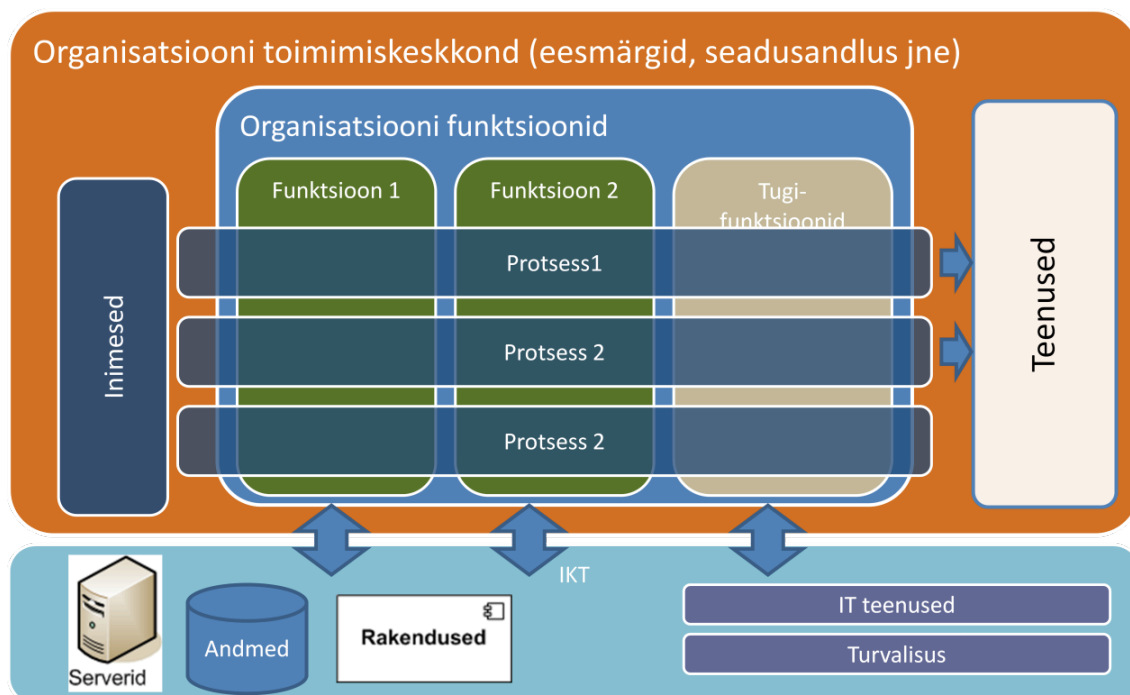 Organisatsiooni toimimiskeskkond (eesmärgid, seadusandlus jne)
Organisatsiooni funktsioonid
Inimesed
Funktsioon 1
Funktsioon 2
Tugi-
funktsioonid
Protsess1
Protsess 2
Protsess 2
Teenused
IKT
Serverid
Andmed
Rakendused
IT teenused
Turvalisus